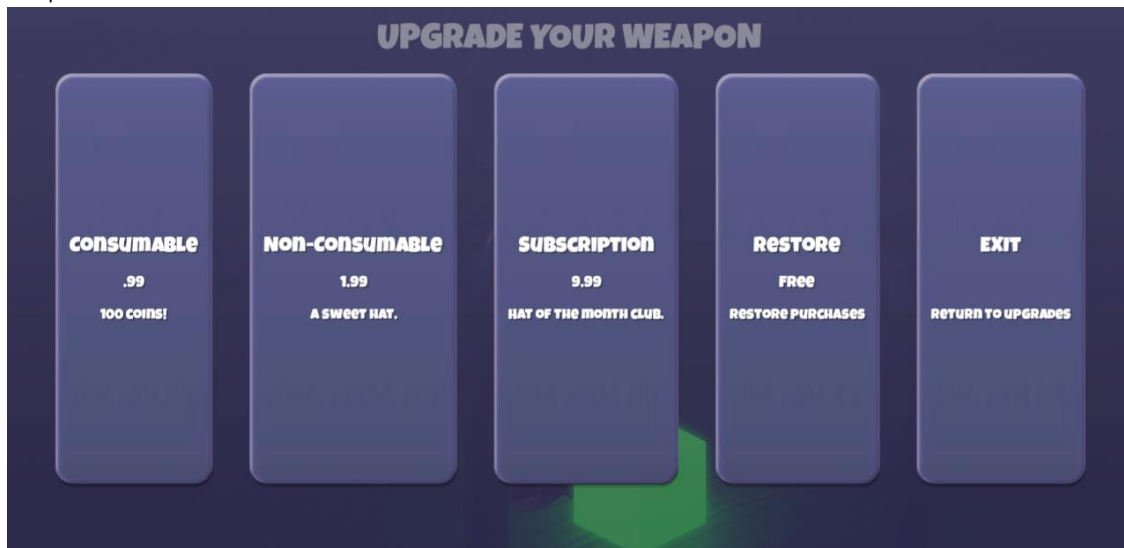 UPGRADE YOUR WEAPON
CONSUMABLE
.99
100 COINS!
NON-CONSUMABLE
1.99
A SWEET HAT.
SUBSCRIPTION
9.99
HAT OF THE MONTH CLUB.
RESTORE
FREE
RESTORE PURCHASES
EXIT
RETURN TO UPGRADES